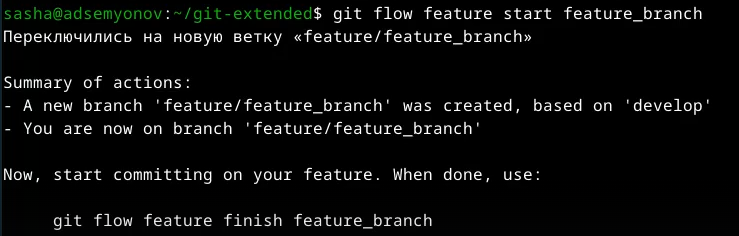 sasha@adsemyonov:~/git-extended$ git flow feature start feature_branch
Переключились на новую ветку «feature/feature_branch»
Summary of actions:
- A new branch 'feature/feature_branch' was created, based on 'develop'
- You are now on branch 'feature/feature_branch'
Now, start committing on your feature. When done, use:
git flow feature finish feature_branch